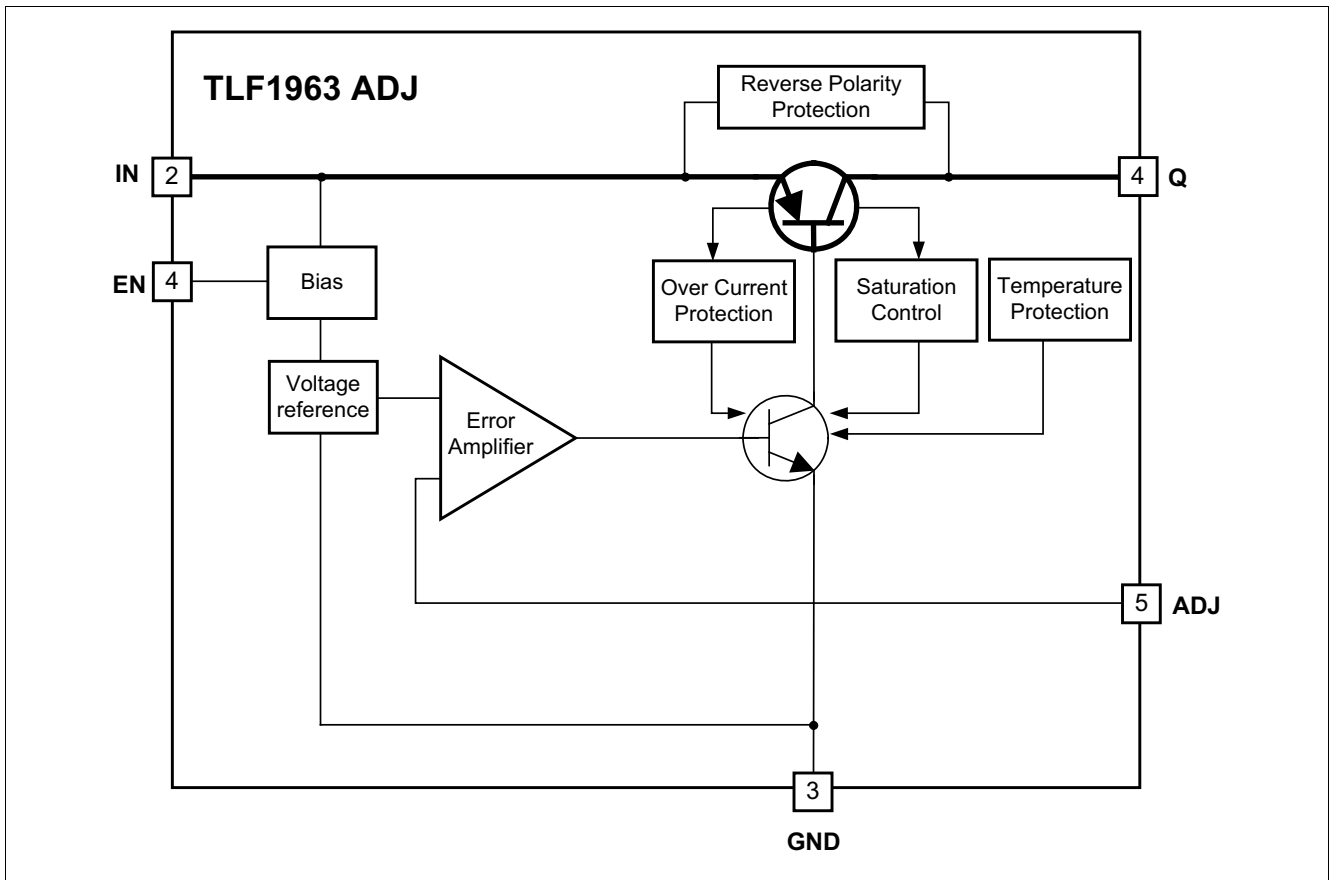 TLF1963 ADJ
Reverse Polarity
Protection
IN
2
4
Q
EN
4
Bias
Over Current
Protection
Saturation
Control
Temperature
Protection
Voltage
reference
Error
Amplifier
5
ADJ
3
GND